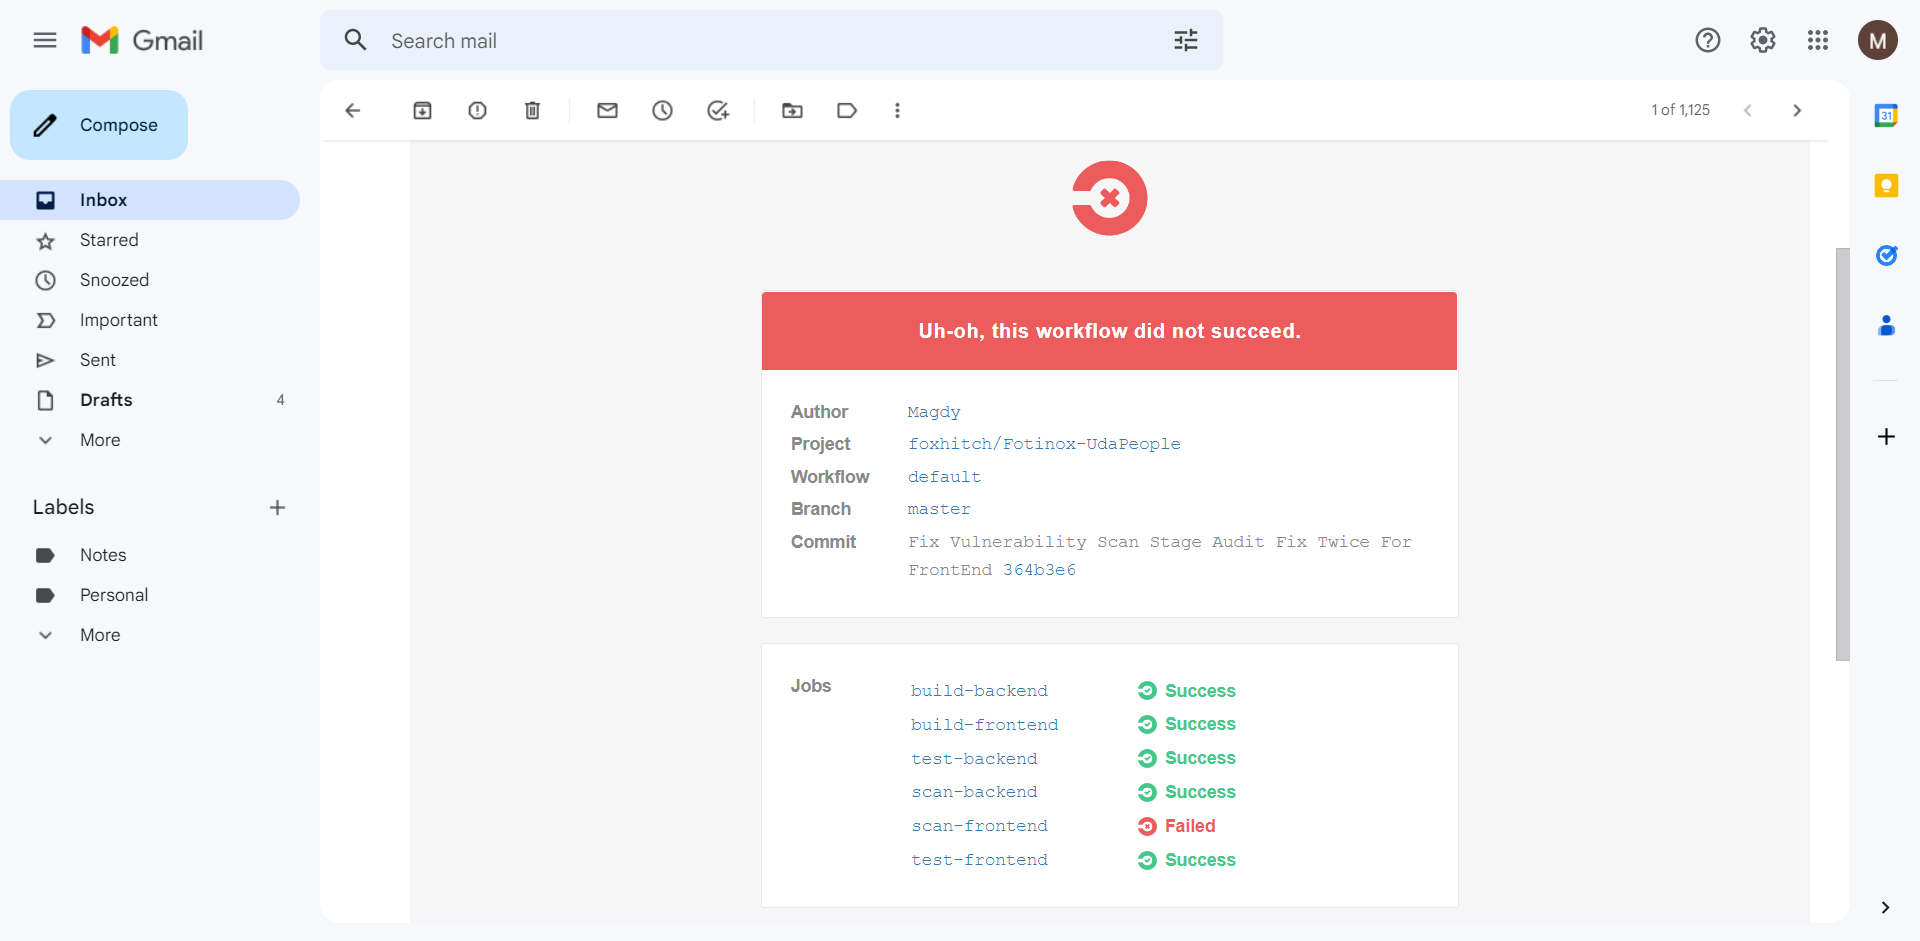 Gmail
Search mail
M
Compose
1 of 1,125
31
Inbox
Starred
Snoozed
Important
Sent
Drafts 4
More
Labels
Notes
Personal
More
Uh-oh, this workflow did not succeed.
Author Magdy
Project foxhitch/Fotinox-UdaPeople
Workflow default
Branch master
Commit Fix Vulnerability Scan Stage Audit Fix Twice For
FrontEnd 364b3e6
Jobs
build-backend Success
build-frontend Success
test-backend Success
scan-backend Success
scan-frontend Failed
test-frontend Success